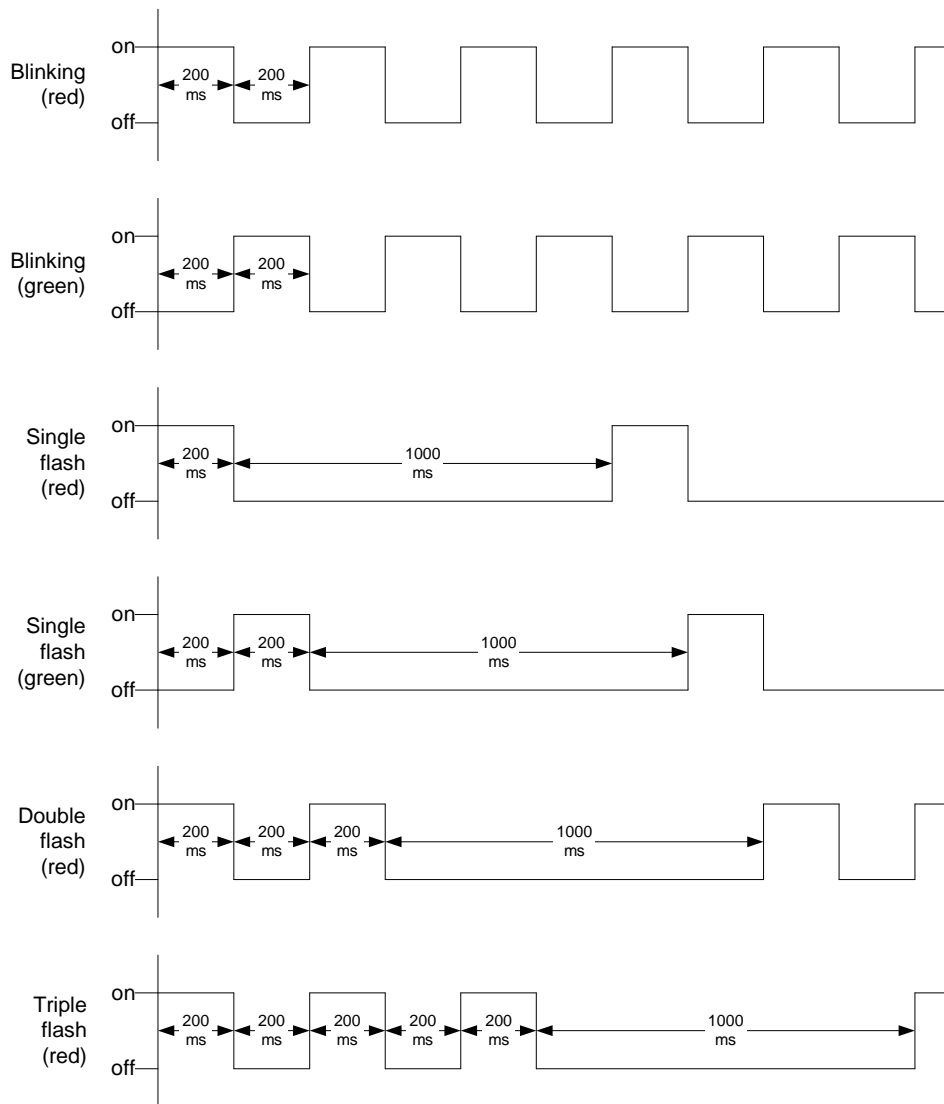 on
Blinking
(red)
200
ms
200
ms
off
on
Blinking
(green)
200
ms
200
ms
off
on
Single
flash
(red)
200
ms
1000
ms
off
on
Single
flash
(green)
200
ms
200
ms
1000
ms
off
on
Double
flash
(red)
200
ms
200
ms
200
ms
1000
ms
off
on
Triple
flash
(red)
200
ms
200
ms
200
ms
200
ms
200
ms
1000
ms
off